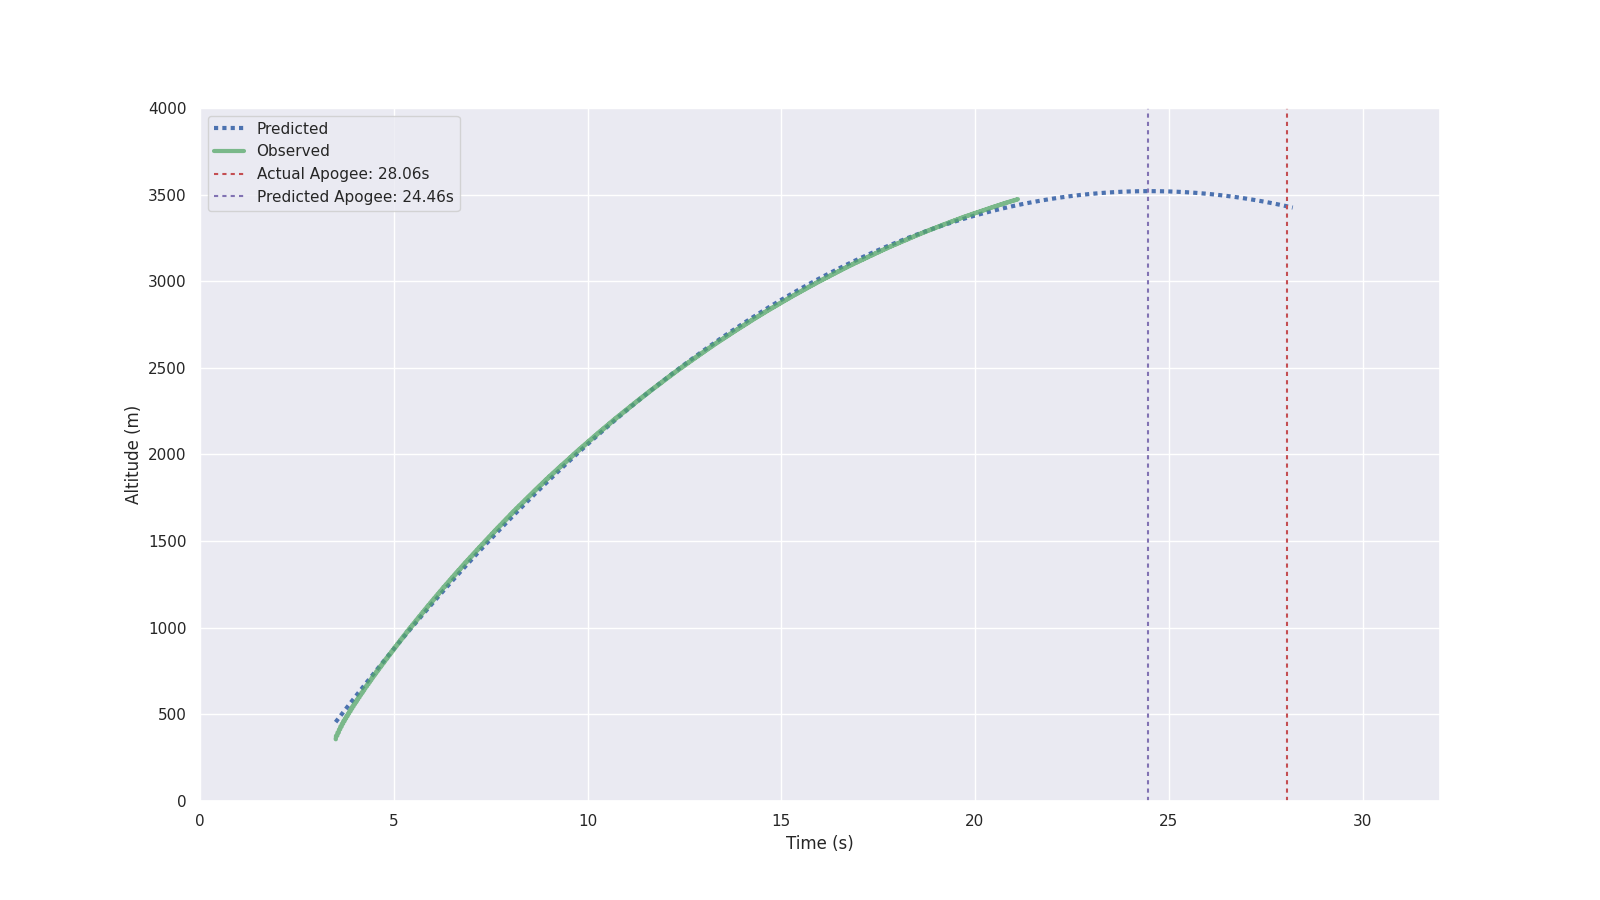 4000
3500
3000
2500
2000
1500
1000
500
0
Altitude (m)
Predicted
Observed
Actual Apogee: 28.06s
Predicted Apogee: 24.46s
0 5 10 15 20 25 30
Time (s)